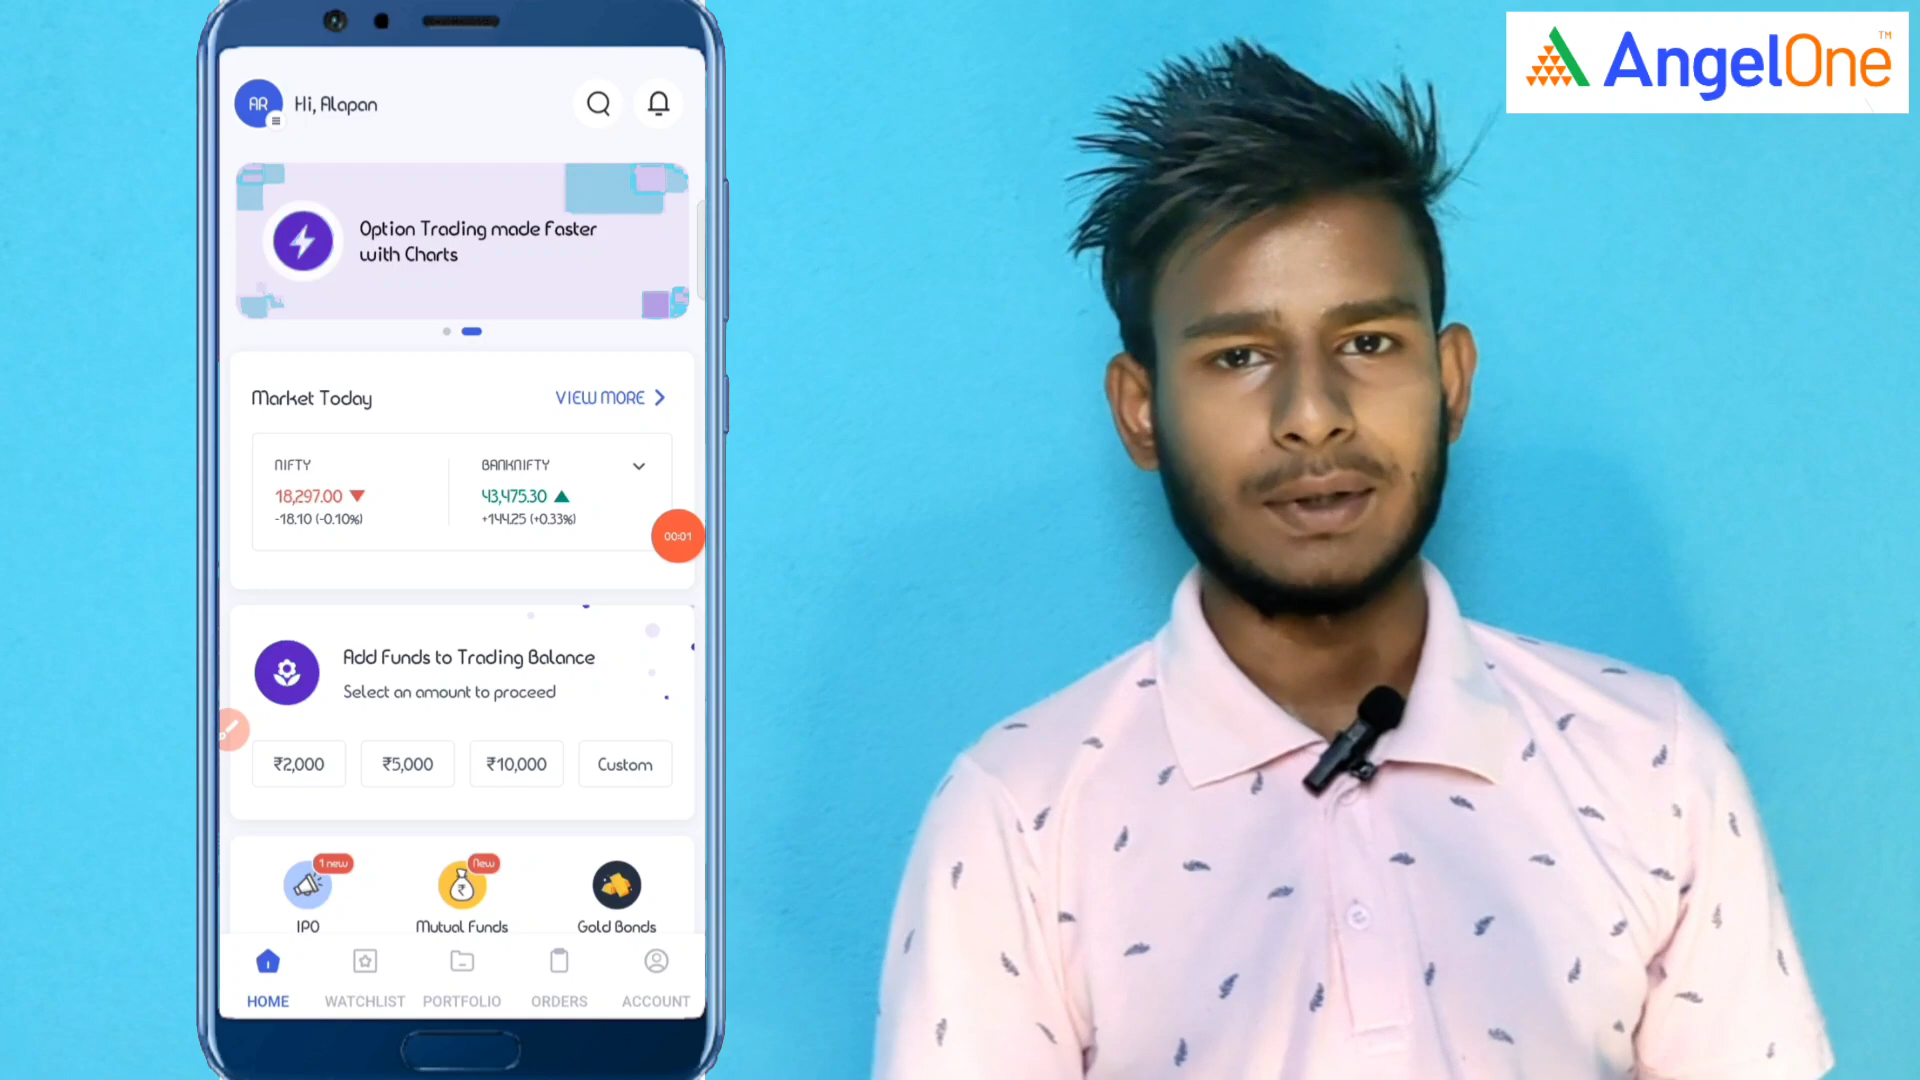 AngelOne™
AR
Hi, Alapan
Option Trading made Faster
with Charts
Market Today
VIEW MORE
NIFTY
18,297.00
-18.10 (-0.10%)
BANKNIFTY
43,475.30
+144.25 (+0.33%)
00:01
Add Funds to Trading Balance
Select an amount to proceed
₹2,000
₹5,000
₹10,000
Custom
1 new
New
IPO
Mutual Funds
Gold Bonds
HOME
WATCHLIST
PORTFOLIO
ORDERS
ACCOUNT